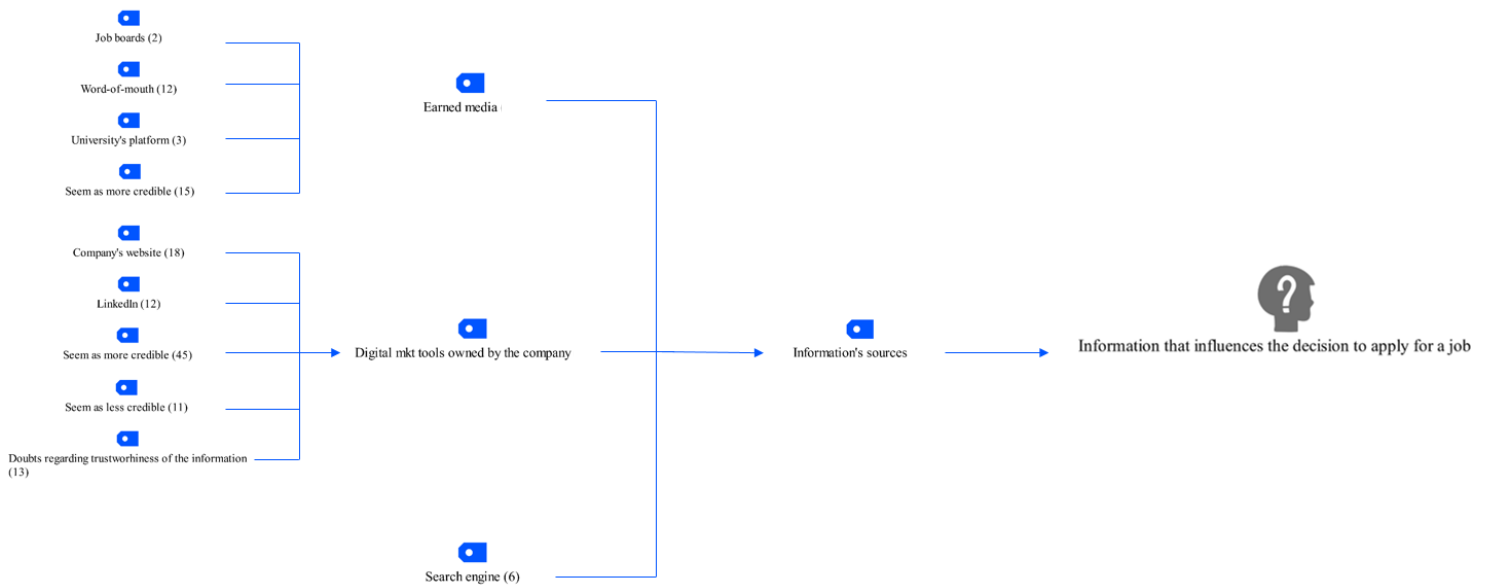 Job boards (2)
Word-of-mouth (12)
University's platform (3)
Seem as more credible (15)
Earned media
Company's website (18)
LinkedIn (12)
Seem as more credible (45)
Seem as less credible (11)
Doubts regarding trustworhiness of the information
(13)
Digital mkt tools owned by the company
Search engine (6)
Information's sources
?
Information that influences the decision to apply for a job